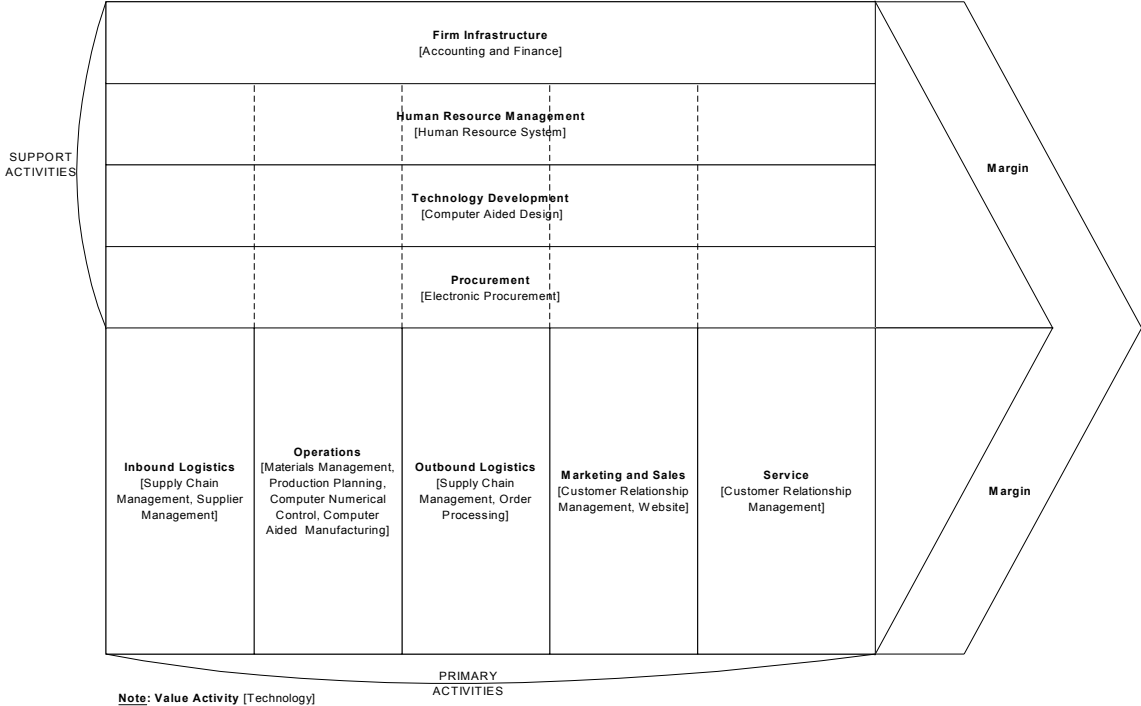 Firm Infrastructure
[Accounting and Finance]
Human Resource Management
[Human Resource System]
SUPPORT
ACTIVITIES
Margin
Technology Development
[Computer Aided Design]
Procurement
[Electronic Procurement]
Inbound Logistics
[Supply Chain
Management, Supplier
Management]
Operations
[Materials Management,
Production Planning,
Computer Numerical
Control, Computer
Aided Manufacturing]
Outbound Logistics
[Supply Chain
Management, Order
Processing]
Marketing and Sales
[Customer Relationship
Management, Website]
Service
[Customer Relationship
Management]
Margin
PRIMARY
ACTIVITIES
Note: Value Activity [Technology]